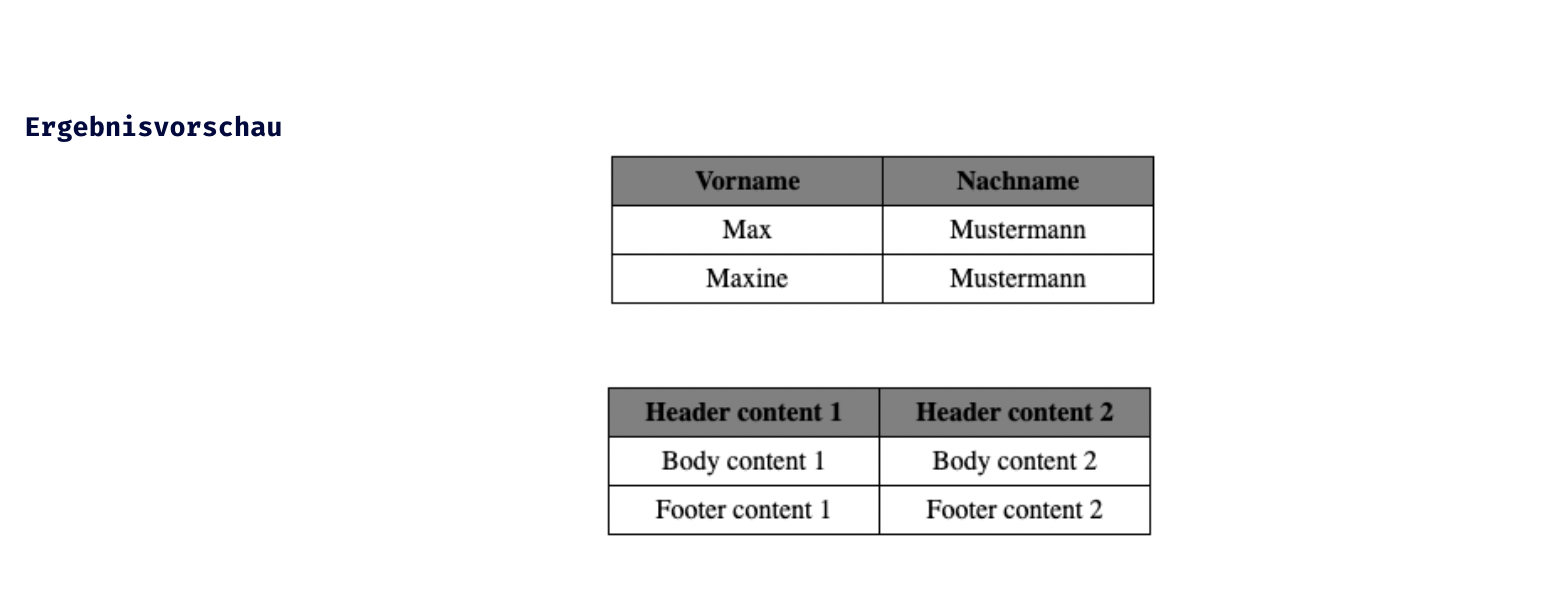 Ergebnisvorschau
Vorname Nachname
Max Mustermann
Maxine Mustermann
Header content 1 Header content 2
Body content 1 Body content 2
Footer content 1 Footer content 2